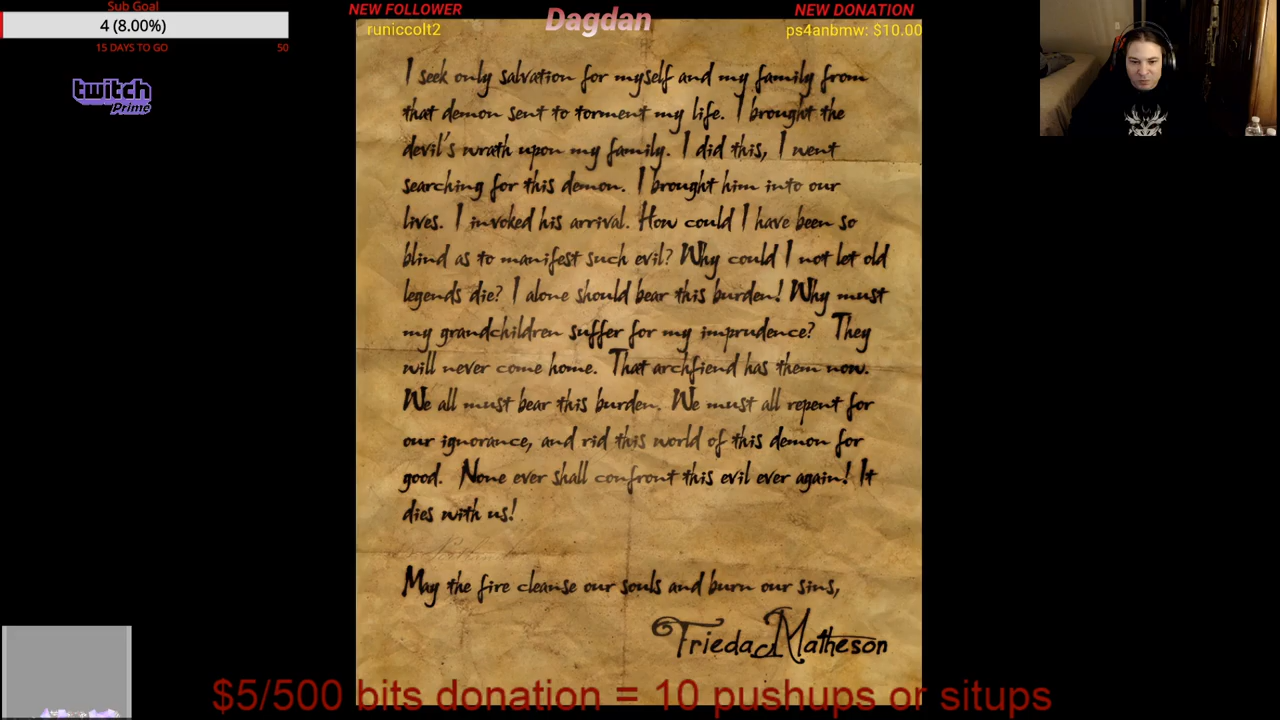 Sub Goal
4 (8.00%)
15 DAYS TO GO 50
twitch
Prime
NEW FOLLOWER
runiccolt2
Dagdan
NEW DONATION
ps4anbmw: $10.00
I seek only salvation for myself and my family from
that demon sent to torment my life. I brought the
devil's wrath upon my family. I did this, I went
searching for this demon. I brought him into our
lives. I invoked his arrival. How could I have been so
blind as to manifest such evil? Why could I not let old
legends die? I alone should bear this burden! Why must
my grandchildren suffer for my imprudence? They
will never come home. That archfiend has them now.
We all must bear this burden. We must all repent for
our ignorance, and rid this world of this demon for
good. None ever shall confront this evil ever again! It
dies with us!
May the fire cleanse our souls and burn our sins,
Frieda Matheson
$5/500 bits donation = 10 pushups or situps